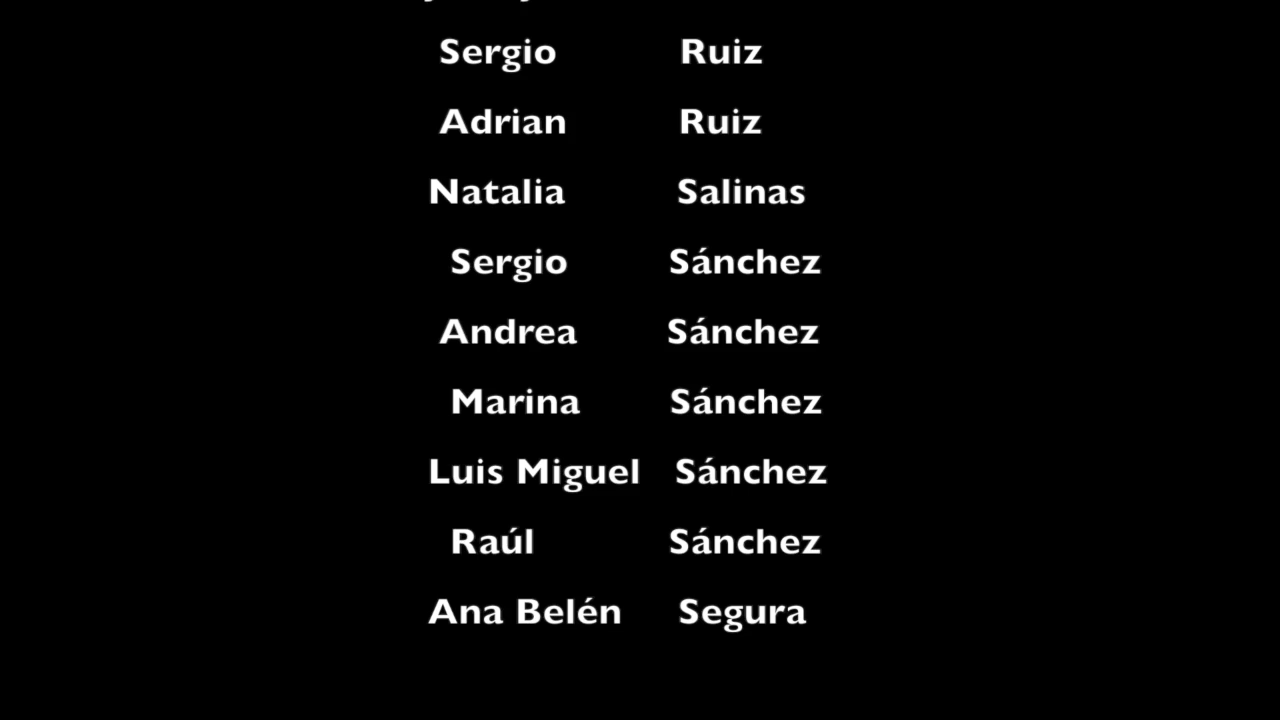 Sergio Ruiz
Adrian Ruiz
Natalia Salinas
Sergio Sánchez
Andrea Sánchez
Marina Sánchez
Luis Miguel Sánchez
Raúl Sánchez
Ana Belén Segura